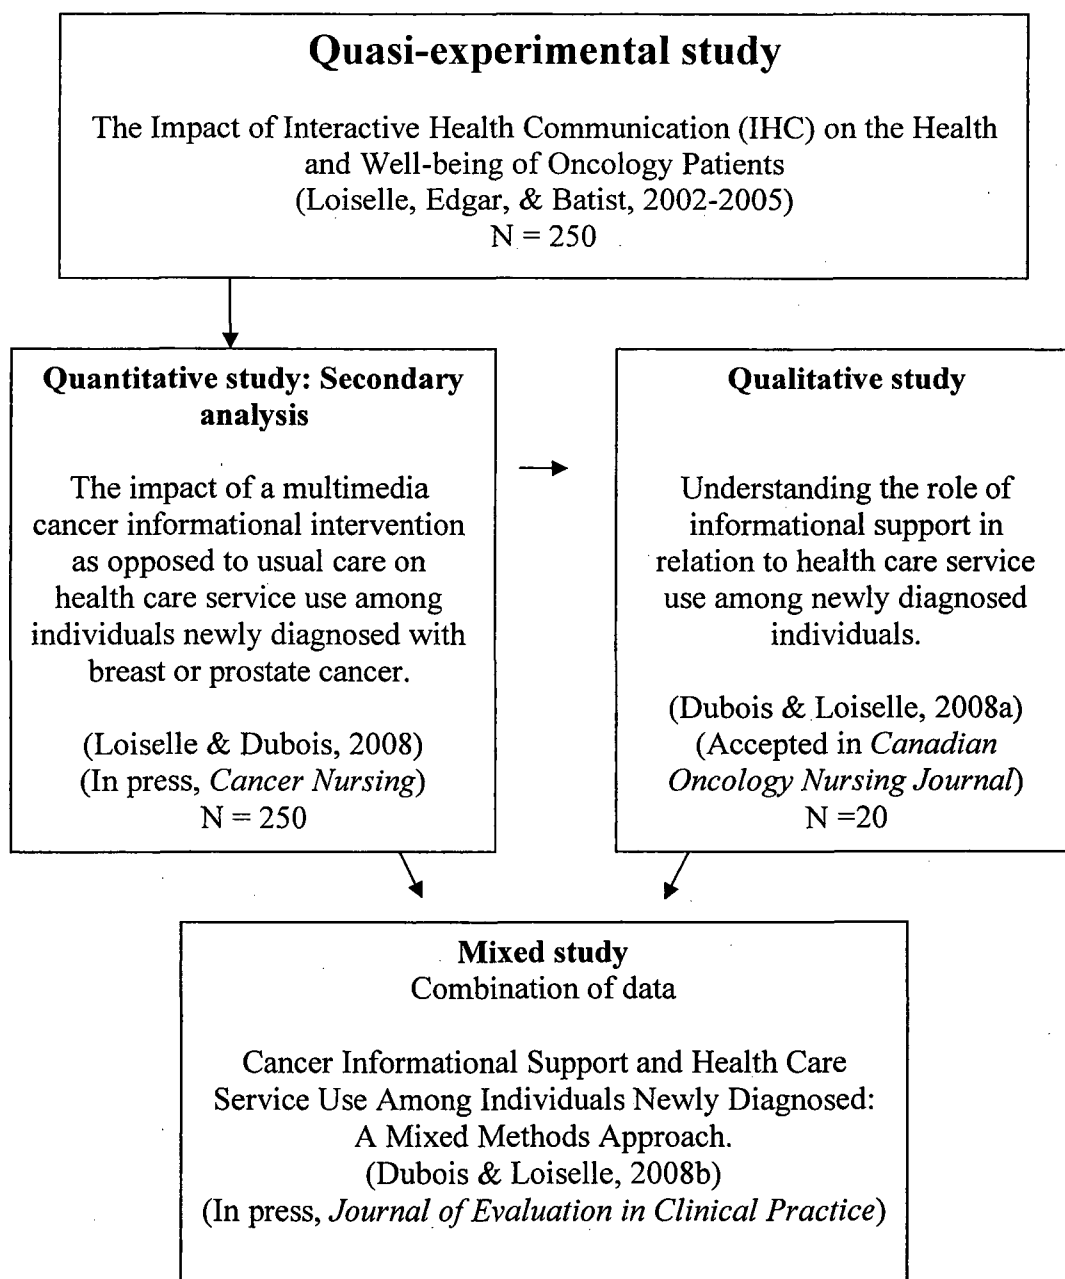 Quasi-experimental study
The Impact of Interactive Health Communication (IHC) on the Health
and Well-being of Oncology Patients
(Loiselle, Edgar, & Batist, 2002-2005)
N = 250
Quantitative study: Secondary
analysis
The impact of a multimedia
cancer informational intervention
as opposed to usual care on
health care service use among
individuals newly diagnosed with
breast or prostate cancer.
(Loiselle & Dubois, 2008)
(In press, Cancer Nursing)
N = 250
Qualitative study
Understanding the role of
informational support in
relation to health care service
use among newly diagnosed
individuals.
(Dubois & Loiselle, 2008a)
(Accepted in Canadian
Oncology Nursing Journal)
N =20
Mixed study
Combination of data
Cancer Informational Support and Health Care
Service Use Among Individuals Newly Diagnosed:
A Mixed Methods Approach.
(Dubois & Loiselle, 2008b)
(In press, Journal of Evaluation in Clinical Practice)